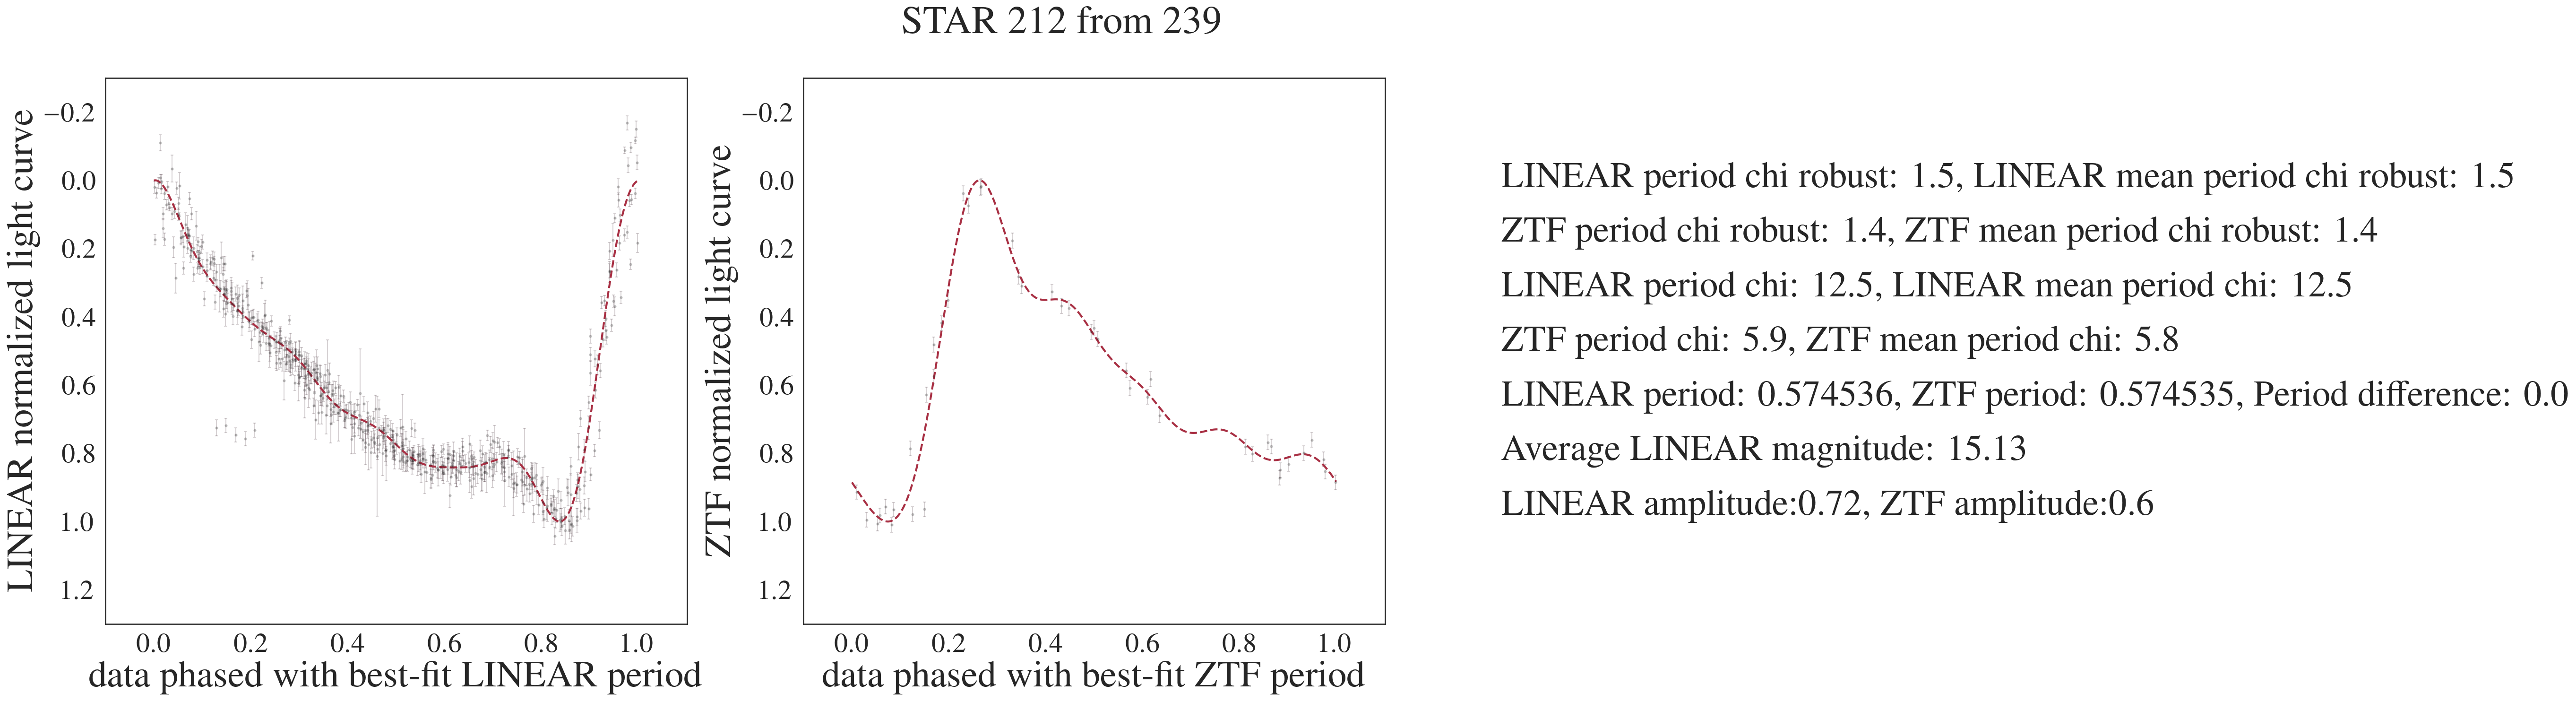 STAR 212 from 239
LINEAR normalized light curve
−0.2
0.0
0.2
0.4
0.6
0.8
1.0
1.2
0.0 0.2 0.4 0.6 0.8 1.0
data phased with best-fit LINEAR period
ZTF normalized light curve
−0.2
0.0
0.2
0.4
0.6
0.8
1.0
1.2
0.0 0.2 0.4 0.6 0.8 1.0
data phased with best-fit ZTF period
LINEAR period chi robust: 1.5, LINEAR mean period chi robust: 1.5
ZTF period chi robust: 1.4, ZTF mean period chi robust: 1.4
LINEAR period chi: 12.5, LINEAR mean period chi: 12.5
ZTF period chi: 5.9, ZTF mean period chi: 5.8
LINEAR period: 0.574536, ZTF period: 0.574535, Period difference: 0.0
Average LINEAR magnitude: 15.13
LINEAR amplitude:0.72, ZTF amplitude:0.6